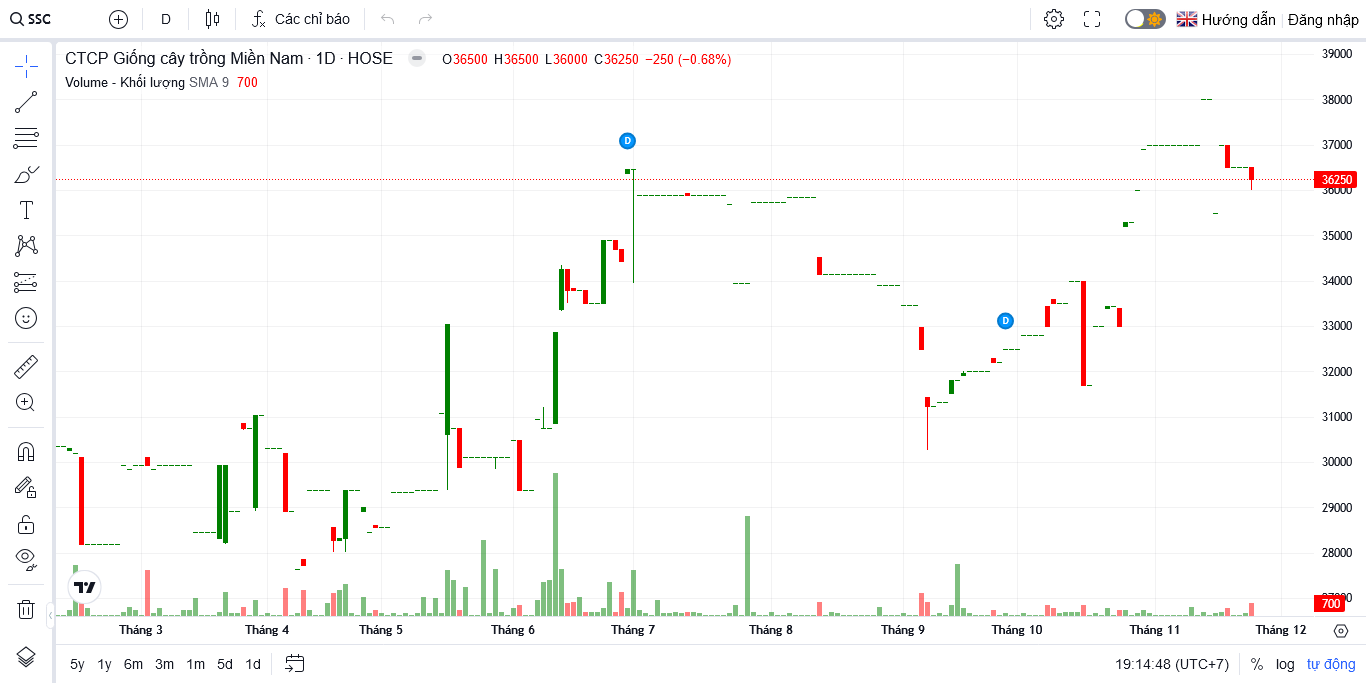 SSC D Các chỉ báo Hướng dẫn Đăng nhập
CTCP Giống cây trồng Miền Nam · 1D · HOSE O36500 H36500 L36000 C36250 −250 (−0.68%)
Volume - Khối lượng SMA 9 700
39000
38000
37000
36250
36000
35000
34000
33000
32000
31000
30000
29000
28000
27000
700
D
D
Tháng 3 Tháng 4 Tháng 5 Tháng 6 Tháng 7 Tháng 8 Tháng 9 Tháng 10 Tháng 11 Tháng 12
5y 1y 6m 3m 1m 5d 1d 19:14:48 (UTC+7) % log tự động